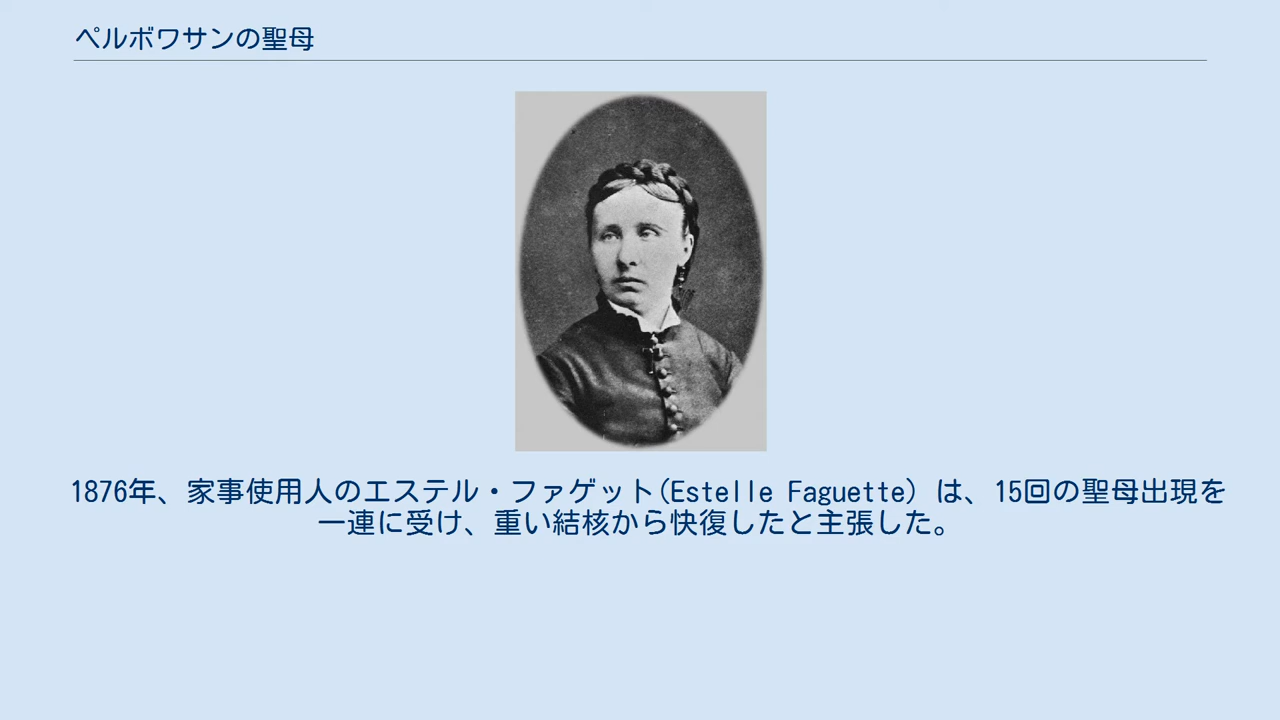 ペルボワサンの聖母
1876年、家事使用人のエステル・ファゲット(Estelle Faguette) は、15回の聖母出現を
一連に受け、重い結核から快復したと主張した。